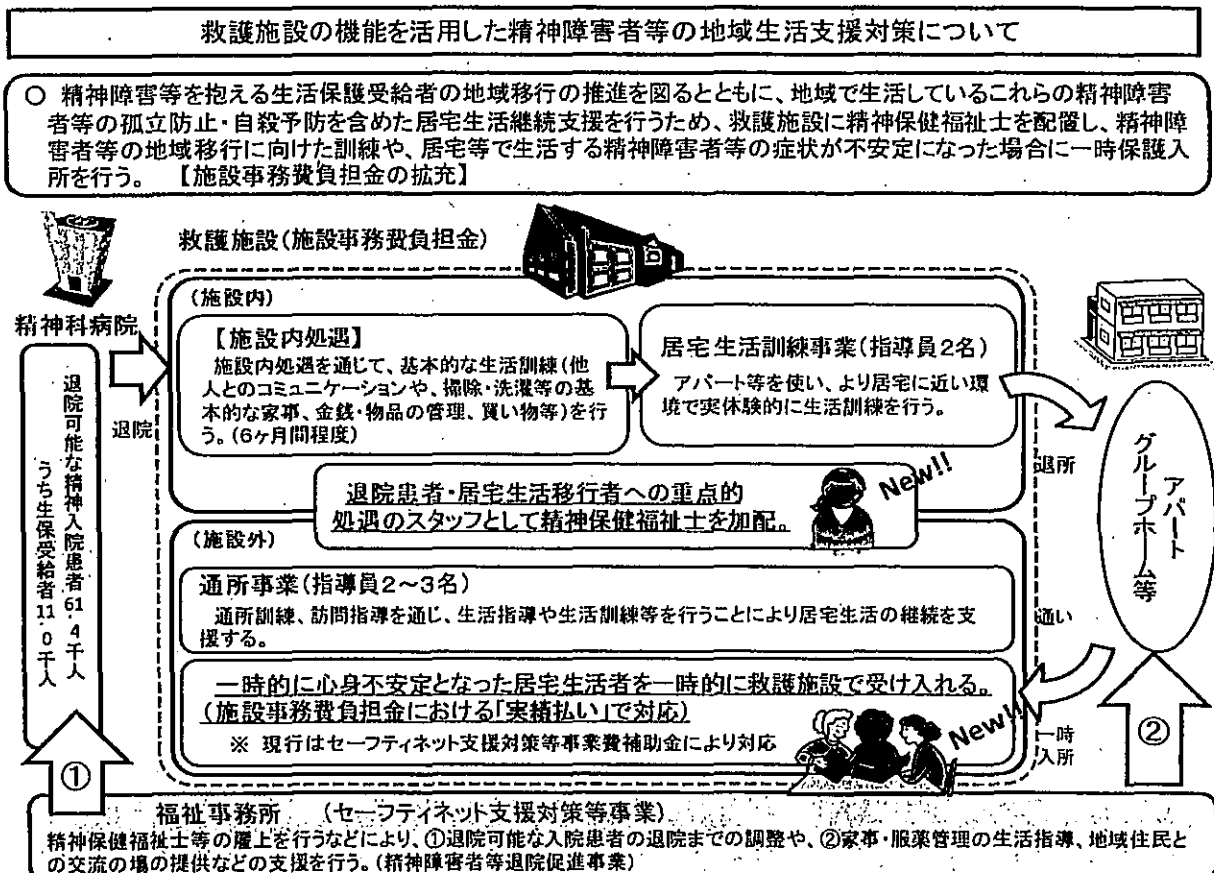 救護施設の機能を活用した精神障害者等の地域生活支援対策について
○ 精神障害等を抱える生活保護受給者の地域移行の推進を図るとともに、地域で生活しているこれらの精神障害
者等の孤立防止・自殺予防を含めた居宅生活継続支援を行うため、救護施設に精神保健福祉士を配置し、精神障
害者等の地域移行に向けた訓練や、居宅等で生活する精神障害者等の症状が不安定になった場合に一時保護入
所を行う。 【施設事務費負担金の拡充】
救護施設(施設事務費負担金)
精神科病院
退院可能な精神入院患者61.4千人
うち生保受給者11.0千人
退院
(施設内)
【施設内処遇】
施設内処遇を通じて、基本的な生活訓練(他
人とのコミュニケーションや、掃除・洗濯等の基
本的な家事、金銭・物品の管理、買い物等)を行
う。(6ヶ月間程度)
居宅生活訓練事業(指導員2名)
アパート等を使い、より居宅に近い環
境で実体験的に生活訓練を行う。
退院患者・居宅生活移行者への重点的
処遇のスタッフとして精神保健福祉士を加配。
New!!
退所
アパート
グループホーム等
(施設外)
通所事業(指導員2～3名)
通所訓練、訪問指導を通じ、生活指導や生活訓練等を行うことにより居宅生活の継続を支
援する。
通い
一時的に心身不安定となった居宅生活者を一時的に救護施設で受け入れる。
(施設事務費負担金における「実績払い」で対応)
※ 現行はセーフティネット支援対策等事業費補助金により対応
New!!
一時
入所
①
②
福祉事務所 (セーフティネット支援対策等事業)
精神保健福祉士等の雇上を行うなどにより、①退院可能な入院患者の退院までの調整や、②家事・服薬管理の生活指導、地域住民と
の交流の場の提供などの支援を行う。(精神障害者等退院促進事業)